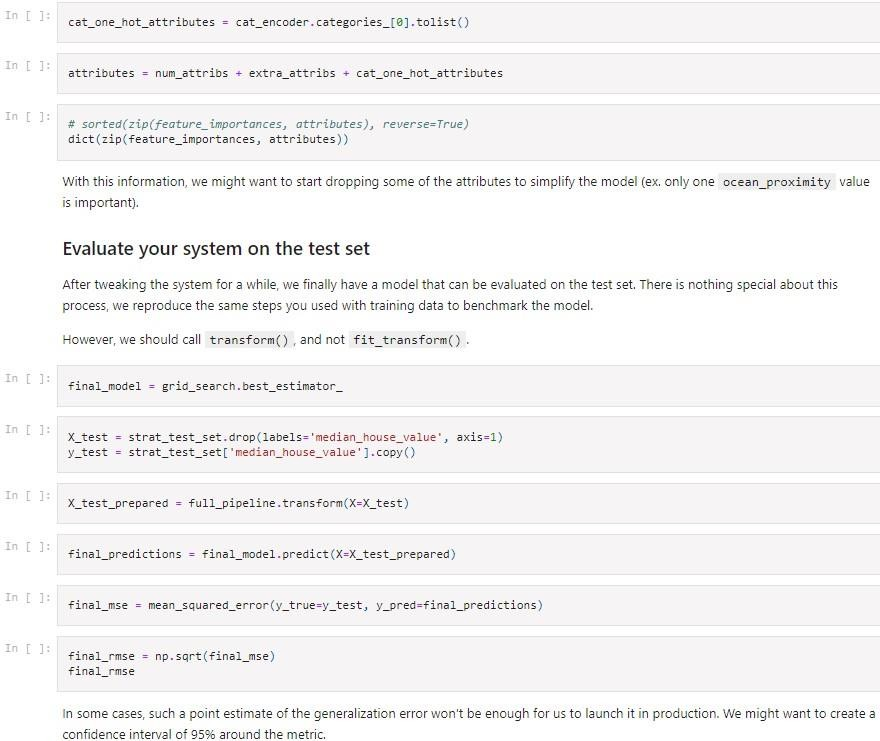 In [ ]: cat_one_hot_attributes = cat_encoder.categories_[0].tolist()
In [ ]: attributes = num_attribs + extra_attribs + cat_one_hot_attributes
In [ ]: # sorted(zip(feature_importances, attributes), reverse=True)
dict(zip(feature_importances, attributes))
With this information, we might want to start dropping some of the attributes to simplify the model (ex. only one ocean_proximity value
is important).
Evaluate your system on the test set
After tweaking the system for a while, we finally have a model that can be evaluated on the test set. There is nothing special about this
process, we reproduce the same steps you used with training data to benchmark the model.
However, we should call transform(), and not fit_transform().
In [ ]: final_model = grid_search.best_estimator_
In [ ]: X_test = strat_test_set.drop(labels='median_house_value', axis=1)
y_test = strat_test_set['median_house_value'].copy()
In [ ]: X_test_prepared = full_pipeline.transform(X=X_test)
In [ ]: final_predictions = final_model.predict(X=X_test_prepared)
In [ ]: final_mse = mean_squared_error(y_true=y_test, y_pred=final_predictions)
In [ ]: final_rmse = np.sqrt(final_mse)
final_rmse
In some cases, such a point estimate of the generalization error won't be enough for us to launch it in production. We might want to create a
confidence interval of 95% around the metric.